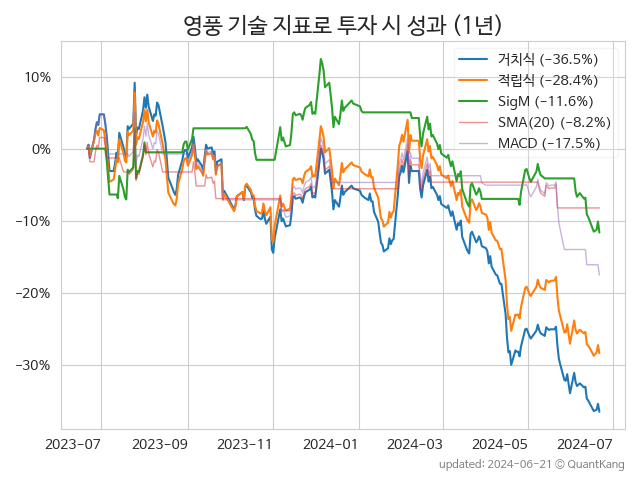 영풍 기술 지표로 투자 시 성과 (1년)
거치식 (-36.5%)
적립식 (-28.4%)
SigM (-11.6%)
SMA(20) (-8.2%)
MACD (-17.5%)
10%
0%
-10%
-20%
-30%
2023-07 2023-09 2023-11 2024-01 2024-03 2024-05 2024-07
updated: 2024-06-21 © QuantKang